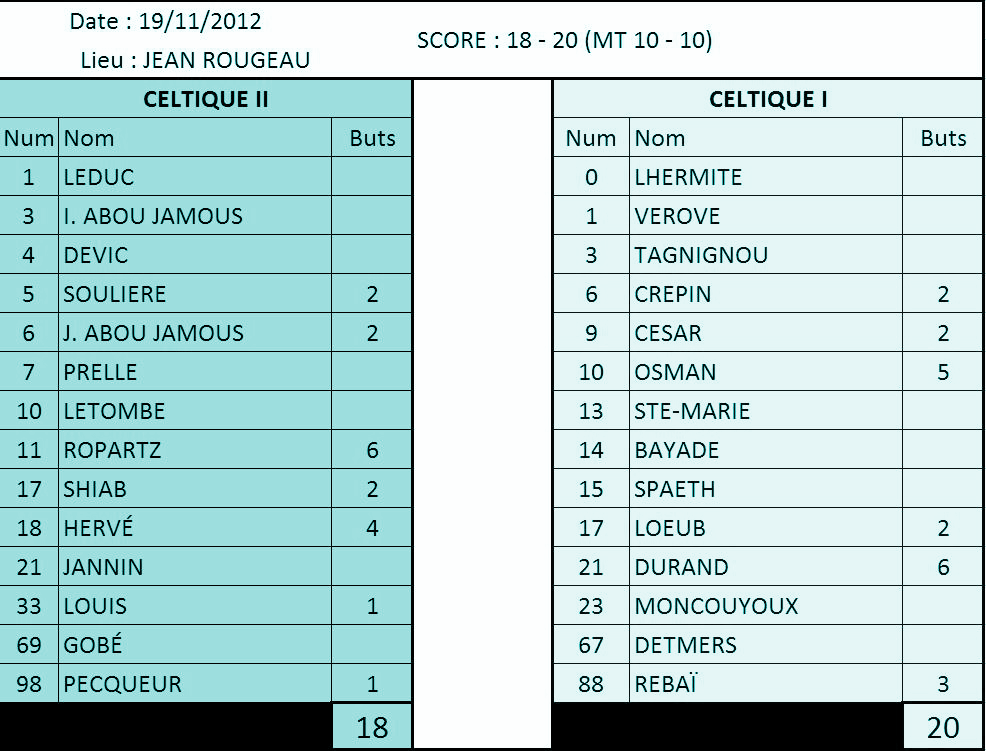 Date : 19/11/2012
SCORE : 18 - 20 (MT 10 - 10)
Lieu : JEAN ROUGEAU
CELTIQUE II
Num Nom Buts
1 LEDUC
3 I. ABOU JAMOUS
4 DEVIC
5 SOULIERE 2
6 J. ABOU JAMOUS 2
7 PRELLE
10 LETOMBE
11 ROPARTZ 6
17 SHIAB 2
18 HERVÉ 4
21 JANNIN
33 LOUIS 1
69 GOBÉ
98 PECQUEUR 1
18
CELTIQUE I
Num Nom Buts
0 LHERMITE
1 VEROVE
3 TAGNIGNOU
6 CREPIN 2
9 CESAR 2
10 OSMAN 5
13 STE-MARIE
14 BAYADE
15 SPAETH
17 LOEUB 2
21 DURAND 6
23 MONCOUYOUX
67 DETMERS
88 REBAÏ 3
20